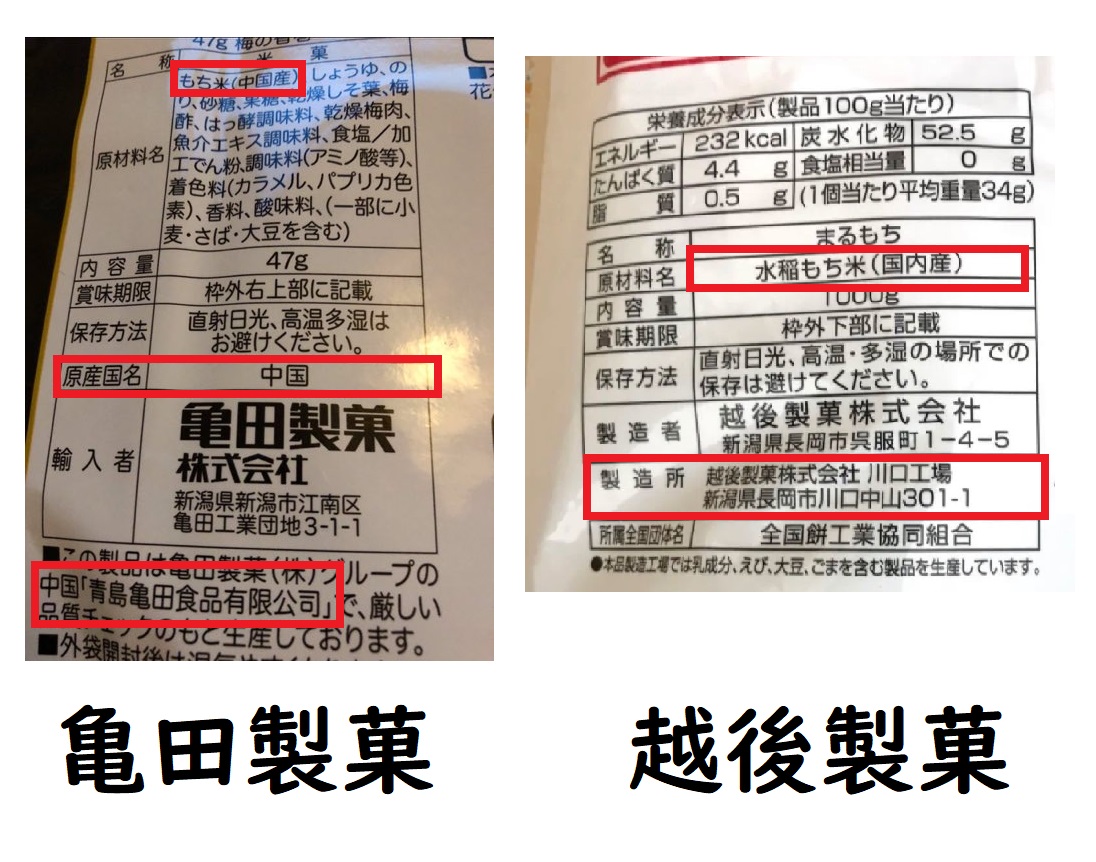 47g 梅の香巻
名称 米菓
原材料名
もち米(中国産)、しょうゆ、の
り、砂糖、果糖、乾燥しそ葉、梅
酢、はっ酵調味料、乾燥梅肉、
魚介エキス調味料、食塩/加
工でん粉、調味料(アミノ酸等)、
着色料(カラメル、パプリカ色
素)、香料、酸味料、(一部に小
麦・さば・大豆を含む)
内容量 47g
賞味期限 枠外右上部に記載
保存方法 直射日光、高温多湿は
お避けください。
原産国名 中国
輸入者
亀田製菓
株式会社
新潟県新潟市江南区
亀田工業団地3-1-1
■この製品は亀田製菓(株)グループの
中国「青島亀田食品有限公司」で、厳しい
品質チェックのもと生産しております。
■外袋開封後は
花
亀田製菓
栄養成分表示(製品100g当たり)
エネルギー 232kcal 炭水化物 52.5 g
たんぱく質 4.4 g 食塩相当量 0 g
脂質 0.5 g (1個当たり平均重量34g)
名称 まるもち
原材料名 水稲もち米(国内産)
内容量 1000g
賞味期限 枠外下部に記載
保存方法 直射日光、高温・多湿の場所での
保存は避けてください。
製造者 越後製菓株式会社
新潟県長岡市呉服町1-4-5
製造所 越後製菓株式会社 川口工場
新潟県長岡市川口中山301-1
所属全国団体名 全国餅工業協同組合
●本品製造工場では乳成分、えび、大豆、ごまを含む製品を生産しています。
越後製菓